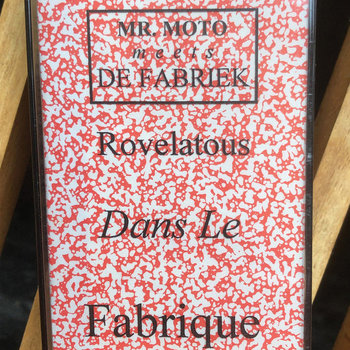 MR. MOTO
meets
DE FABRIEK
Rovelatous
Dans Le
Fabrique